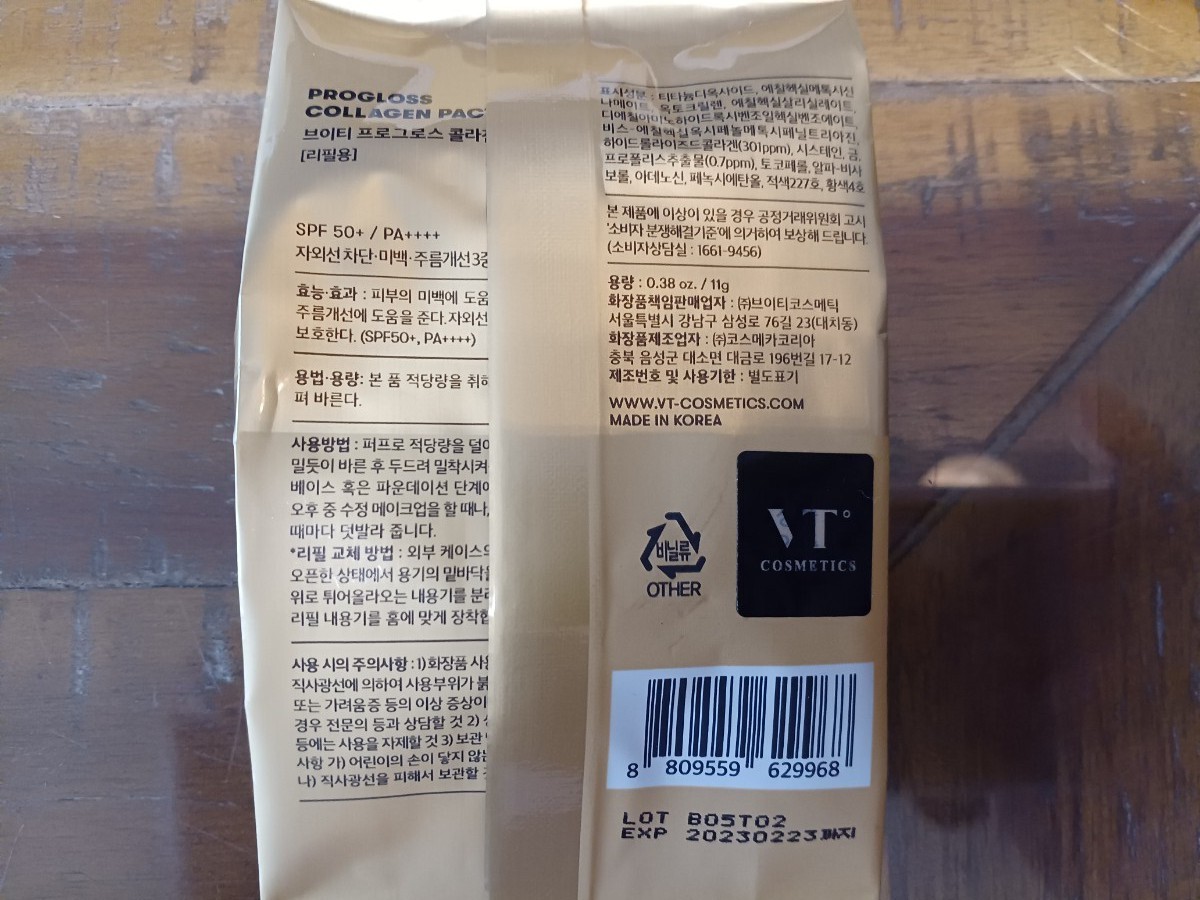 PROGLOSS
COLLAGEN PAC
브이티 프로그로스 콜라겐
[리필용]
SPF 50+ / PA++++
자외선 차단·미백·주름개선 3중
효능·효과 : 피부의 미백에 도움
주름개선에 도움을 준다. 자외선
보호한다. (SPF50+, PA++++)
용법·용량: 본 품 적당량을 취해
펴 바른다.
사용방법 : 퍼프로 적당량을 덜어
밀듯이 바른 후 두드려 밀착시켜
베이스 혹은 파운데이션 단계에
오후 중 수정 메이크업을 할 때나,
때마다 덧발라 줍니다.
*리필 교체 방법 : 외부 케이스의
오픈한 상태에서 용기의 밑바닥을
위로 튀어올라오는 내용기를 분리
리필 내용기를 홈에 맞게 장착합
사용 시의 주의사항 : 1) 화장품 사용
직사광선에 의하여 사용부위가 붉
또는 가려움증 등의 이상 증상이
경우 전문의 등과 상담할 것 2)
등에는 사용을 자제할 것 3) 보관
사항 가) 어린이의 손이 닿지 않는
나) 직사광선을 피해서 보관할
표시성분 : 티타늄디옥사이드, 에칠헥실메톡시신
나메이트, 옥토크릴렌, 에칠헥실살리실레이트,
디에칠아미노하이드록시벤조일헥실벤조에이트,
비스-에칠헥실옥시페놀메톡시페닐트리아진,
하이드롤라이즈드콜라겐(301ppm), 시스테인, 금,
프로폴리스추출물(0.7ppm), 토코페롤, 알파-비사
보롤, 아데노신, 페녹시에탄올, 적색227호, 황색4호
본 제품에 이상이 있을 경우 공정거래위원회 고시
'소비자 분쟁해결기준'에 의거하여 보상해 드립니다.
(소비자상담실 : 1661-9456)
용량 : 0.38 oz. / 11g
화장품책임판매업자 : ㈜브이티코스메틱
서울특별시 강남구 삼성로 76길 23(대치동)
화장품제조업자 : ㈜코스메카코리아
충북 음성군 대소면 대금로 196번길 17-12
제조번호 및 사용기한 : 별도표기
WWW.VT-COSMETICS.COM
MADE IN KOREA
비닐류
OTHER
VT°
COSMETICS
8 809559 629968
LOT B05T02
EXP 20230223까지